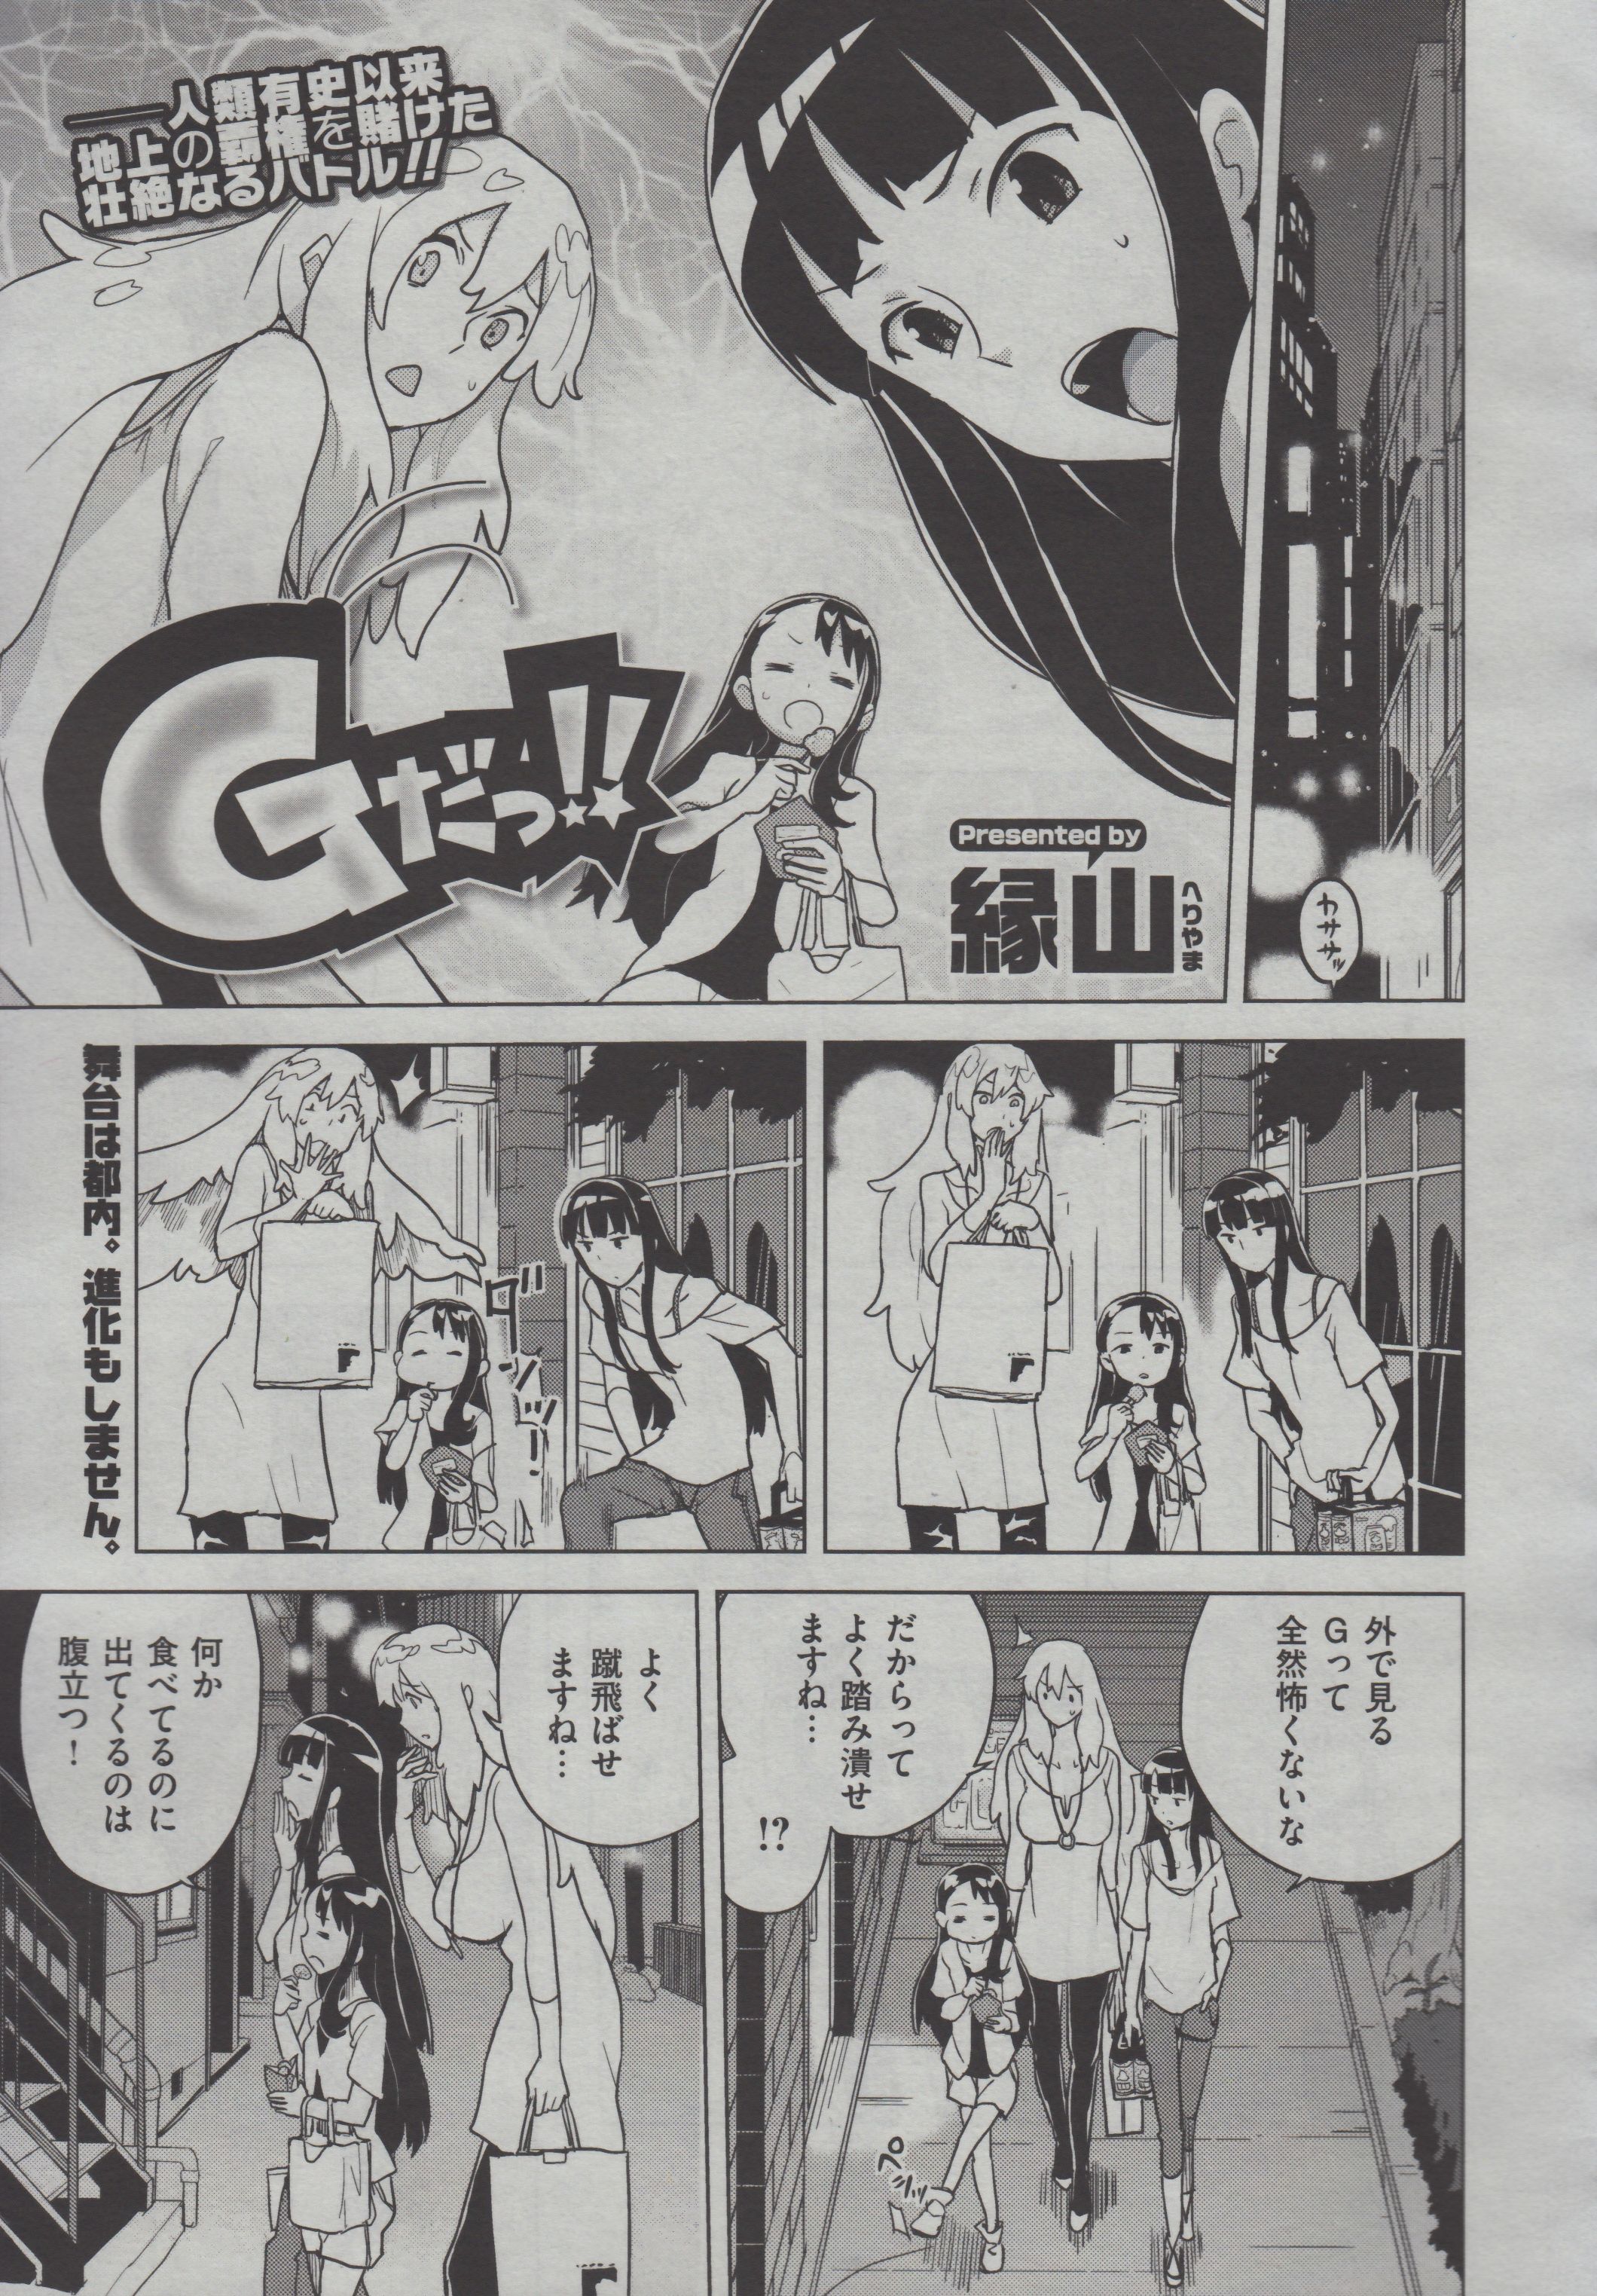 カササッ
――人類有史以来
地上の覇権を賭けた
壮絶なるバトル!!
Gだっ!!
Presented by
縁山
へりやま
舞台は都内。進化もしません。
外で見る
Gって
全然怖くないな
だからって
よく踏み潰せ
ますね…
!?
よく
蹴飛ばせ
ますね…
何か
食べてるのに
出てくるのは
腹立つ!